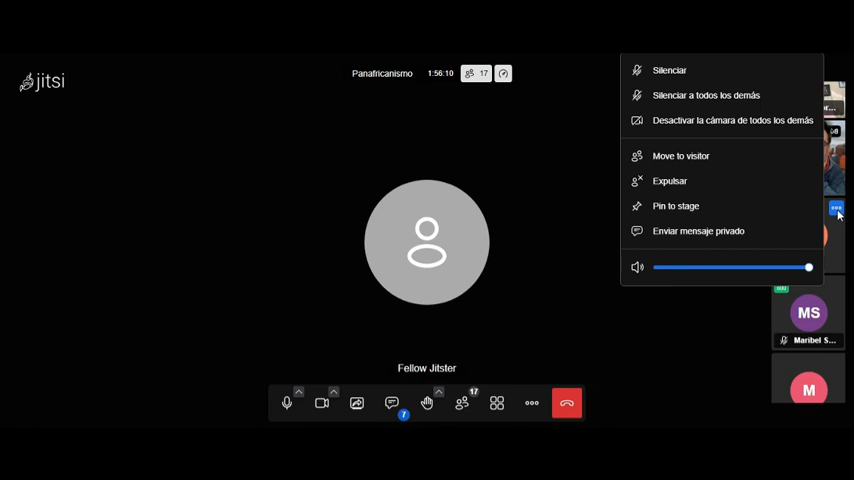 jitsi
Panafricanismo 1:56:10 17
Silenciar
Silenciar a todos los demás
Desactivar la cámara de todos los demás
Move to visitor
Expulsar
Pin to stage
Enviar mensaje privado
MS
Maribel S...
M
Fellow Jitster
17
7